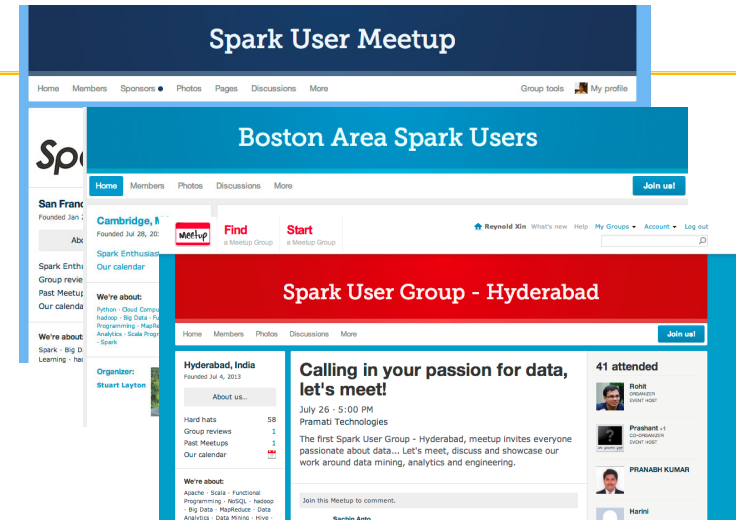 Spark User Meetup
Home Members Sponsors Photos Pages Discussions More Group tools My profile
San Franc
Founded Jan
Abo
Spark Enthu
Group revie
Past Meetup
Our calenda
We're about
Spark - Big D
Learning - ha
Boston Area Spark Users
Home Members Photos Discussions More Join us!
Cambridge, M
Founded Jul 28, 20
Spark Enthusiast
Our calendar
We're about:
Python · Cloud Compu
hadoop · Big Data · Fu
Programming · MapRe
Analytics · Scala Progr
· Spark
Organizer:
Stuart Layton
Meetup
Find
a Meetup Group
Start
a Meetup Group
Reynold Xin What's new Help My Groups Account Log out
Spark User Group - Hyderabad
Home Members Photos Discussions More Join us!
Hyderabad, India
Founded Jul 4, 2013
About us...
Hard hats 58
Group reviews 1
Past Meetups 1
Our calendar
We're about:
Apache · Scala · Functional
Programming · NoSQL · hadoop
· Big Data · MapReduce · Data
Analytics · Data Mining · Hive ·
Calling in your passion for data,
let's meet!
July 26 · 5:00 PM
Pramati Technologies
The first Spark User Group - Hyderabad, meetup invites everyone
passionate about data... Let's meet, discuss and showcase our
work around data mining, analytics and engineering.
Join this Meetup to comment.
Sachin Anto
41 attended
Rohit
ORGANIZER
EVENT HOST
Prashant +1
CO-ORGANIZER
EVENT HOST
PRANABH KUMAR
Harini